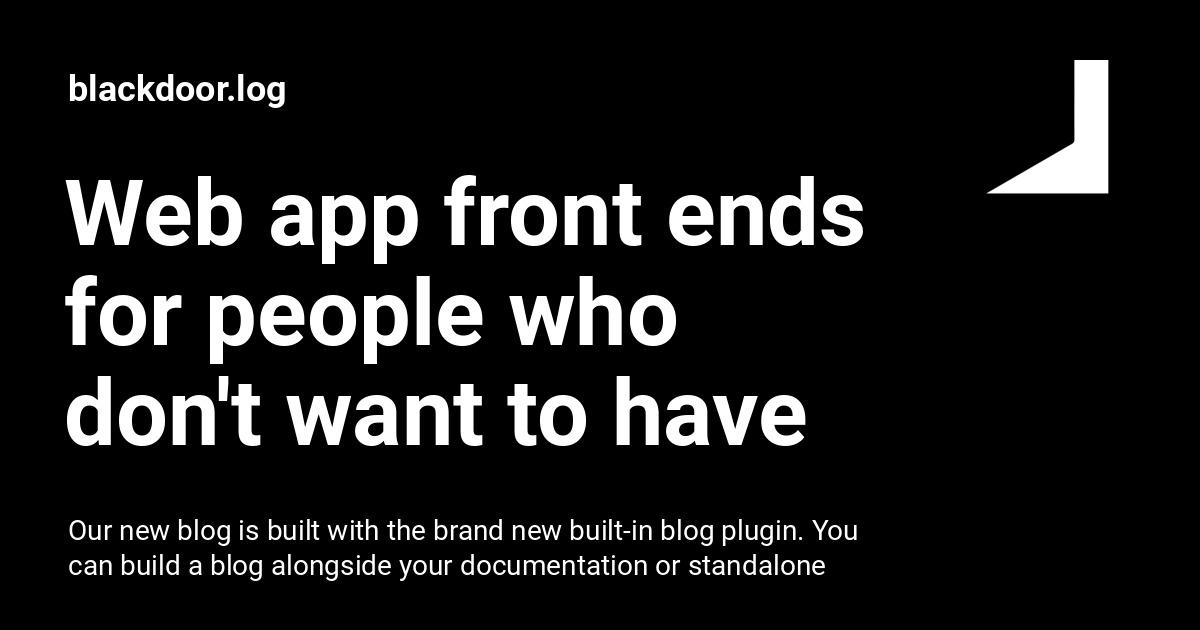 blackdoor.log
Web app front ends
for people who
don't want to have
Our new blog is built with the brand new built-in blog plugin. You
can build a blog alongside your documentation or standalone